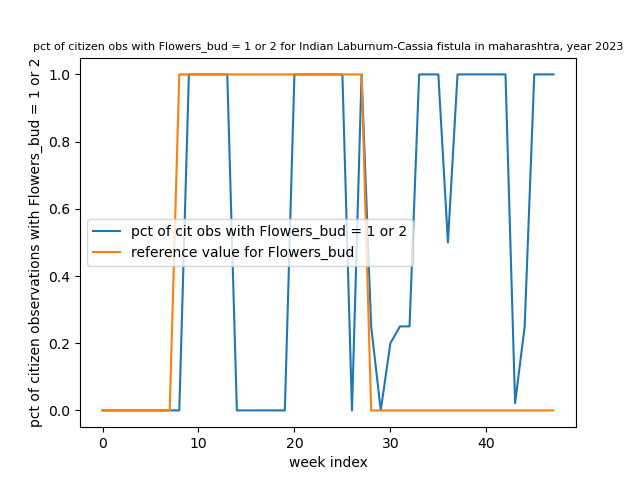 pct of citizen obs with Flowers_bud = 1 or 2 for Indian Laburnum-Cassia fistula in maharashtra, year 2023
pct of citizen observations with Flowers_bud = 1 or 2
1.0
0.8
0.6
0.4
0.2
0.0
pct of cit obs with Flowers_bud = 1 or 2
reference value for Flowers_bud
0 10 20 30 40
week index